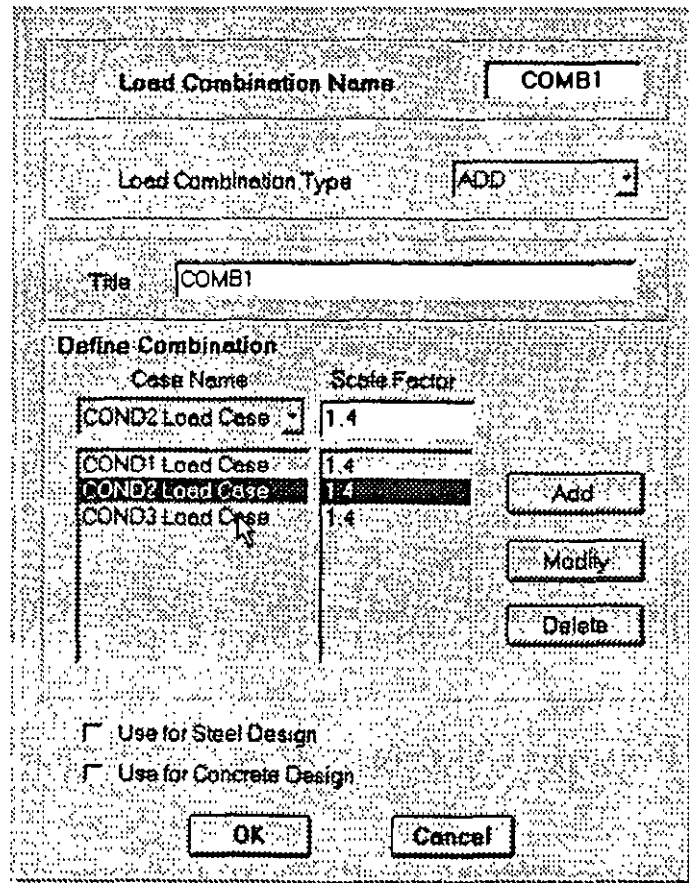 Load Combination Name COMB1
Load Combination Type ADD
Title COMB1
Define Combination
Case Name Scale Factor
COND2 Load Case 1.4
COND1 Load Case 1.4
COND2 Load Case 1.4
COND3 Load Case 1.4
Add
Modify
Delete
Use for Steel Design
Use for Concrete Design
OK Cancel